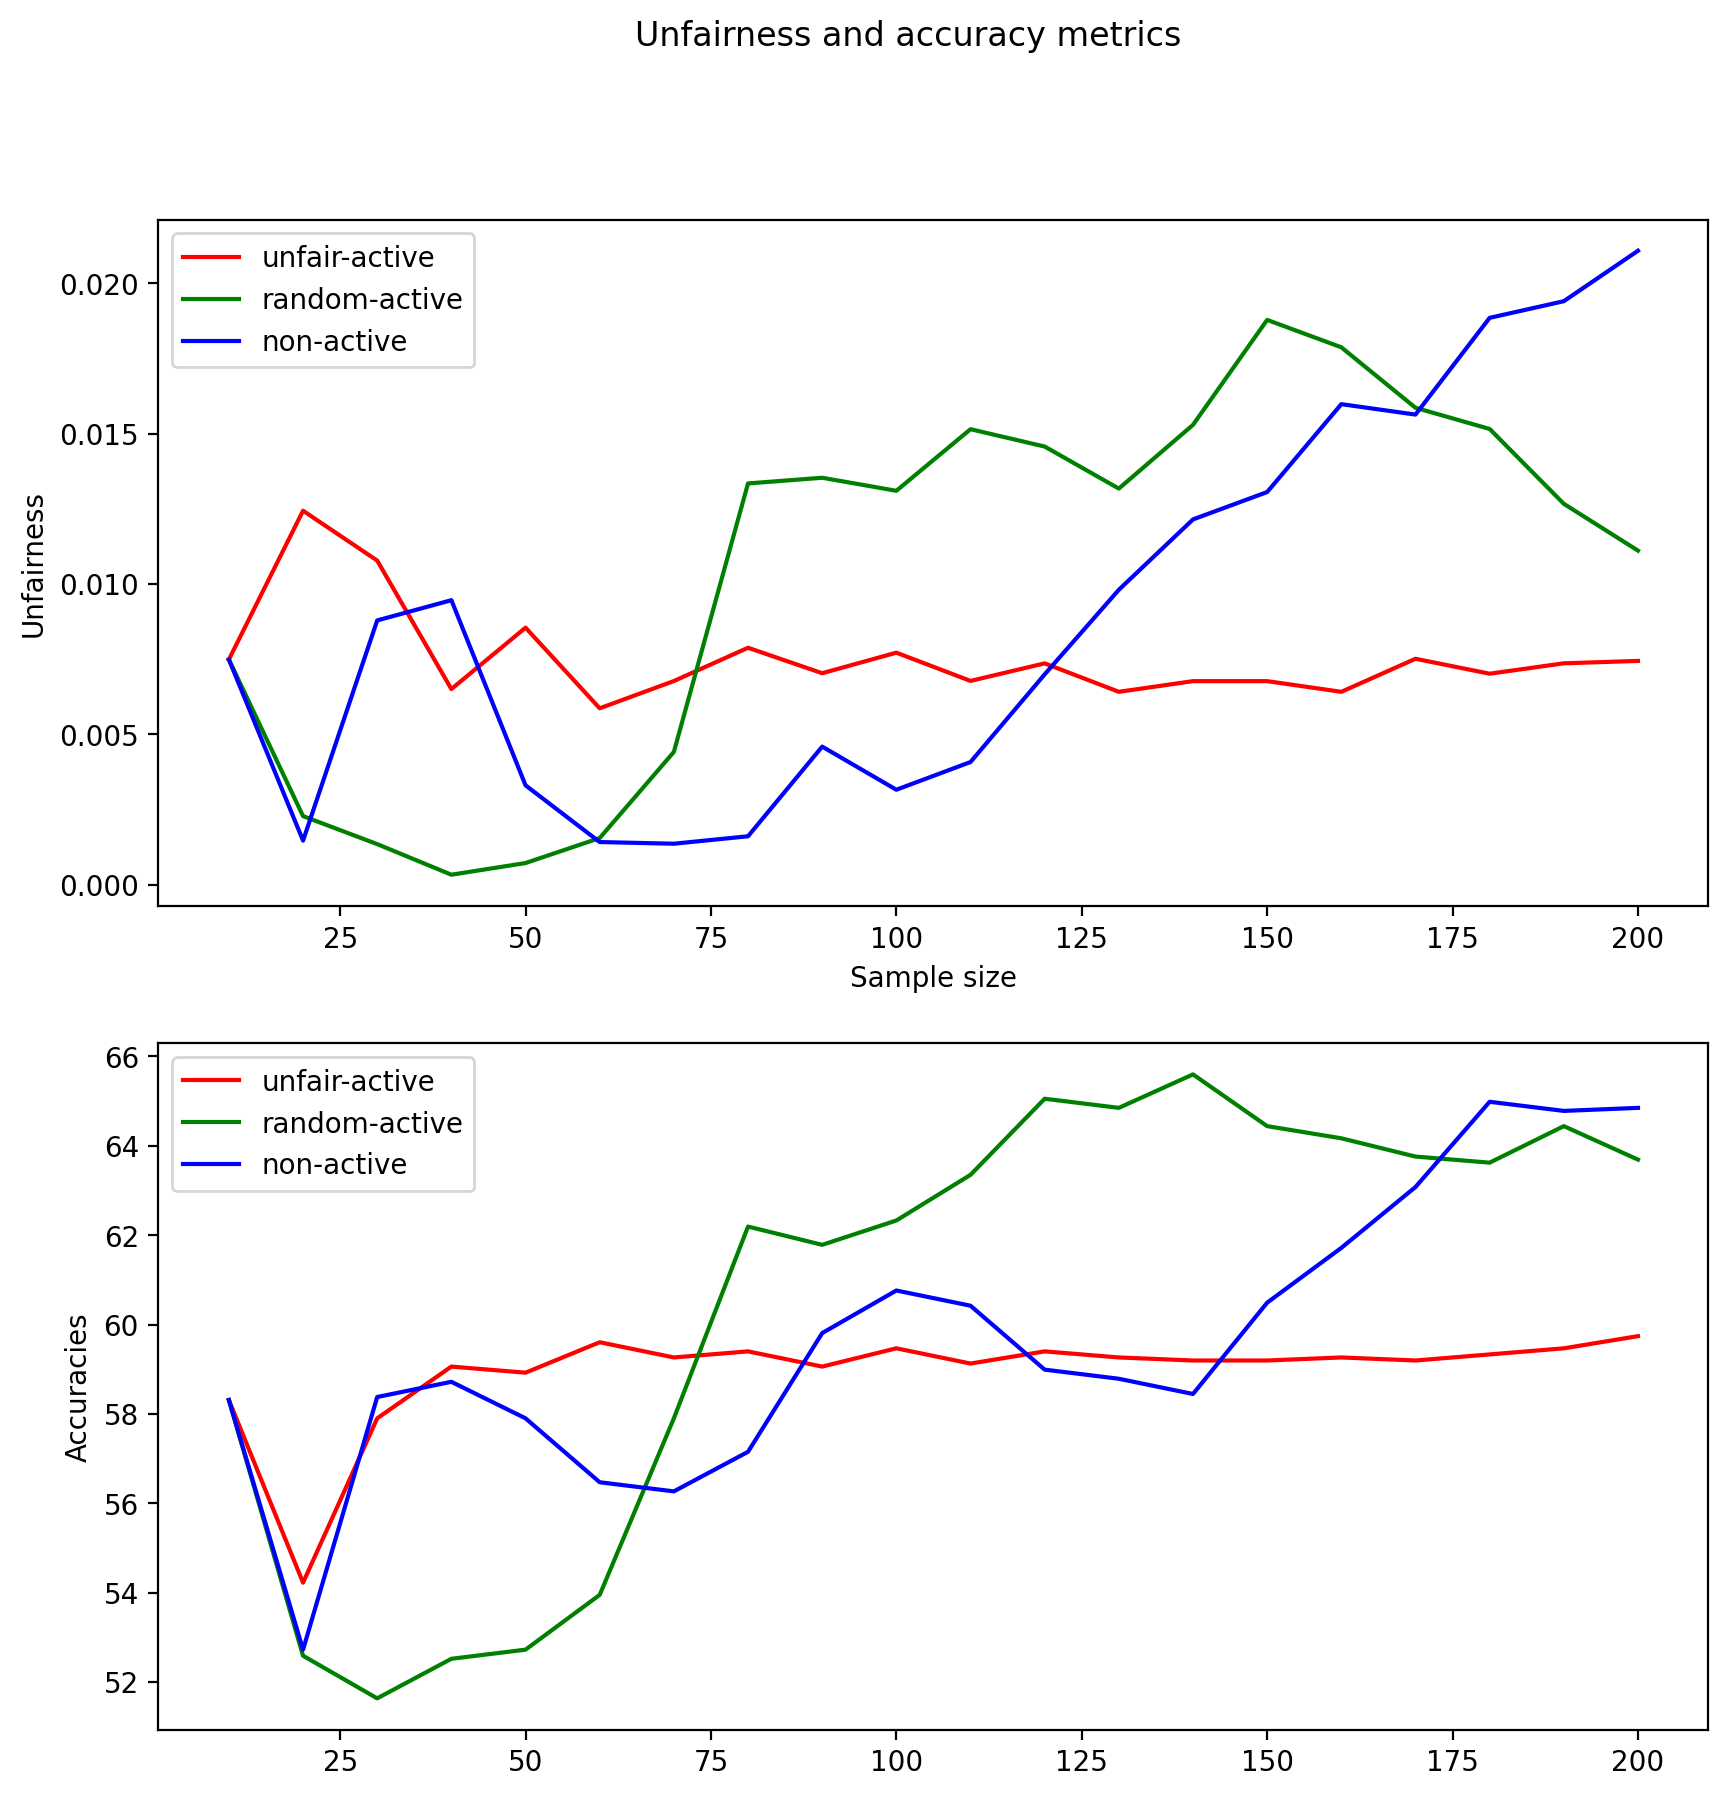 Unfairness and accuracy metrics
unfair-active
random-active
non-active
0.020
0.015
0.010
0.005
0.000
Unfairness
25 50 75 100 125 150 175 200
Sample size
unfair-active
random-active
non-active
66
64
62
60
58
56
54
52
Accuracies
25 50 75 100 125 150 175 200